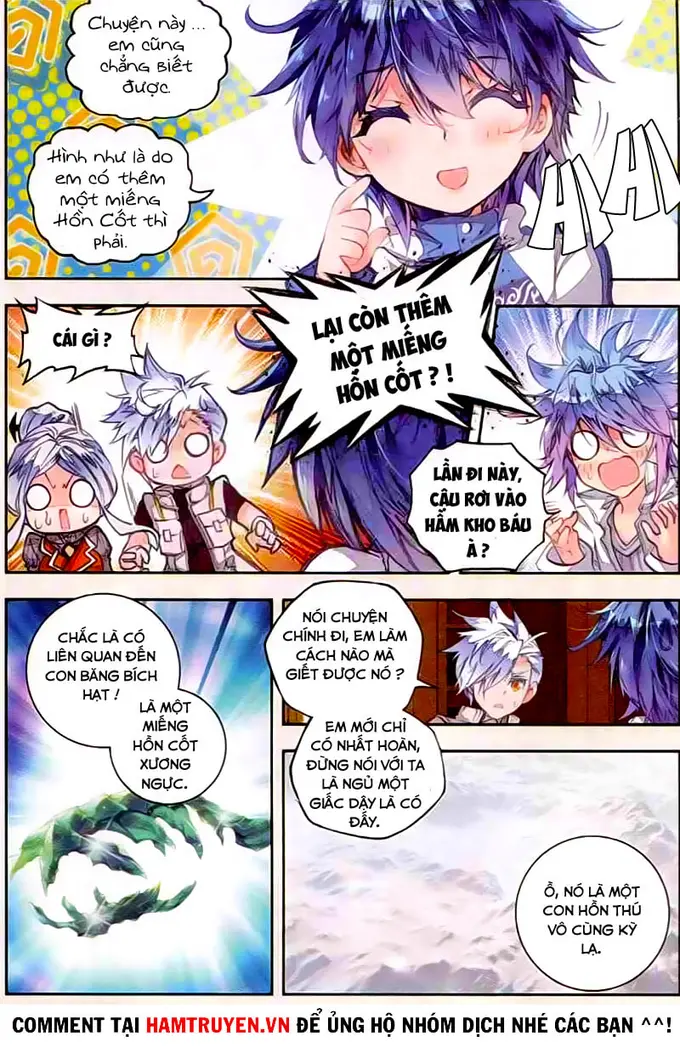 Chuyện này ...
em cũng
chẳng biết
được.
Hình như là do
em có thêm
một miếng
Hồn Cốt thì
phải.
HI HI
CÁI GÌ ?
LẠI CÒN THÊM
MỘT MIẾNG
HỒN CỐT ? !
LẦN ĐI NÀY,
CẬU RƠI VÀO
HẦM KHO BÁU
À ?
CHẮC LÀ CÓ
LIÊN QUAN ĐẾN
CON BĂNG BÍCH
HẠT !
LÀ MỘT
MIẾNG
HỒN CỐT
XƯƠNG
NGỰC.
NÓI CHUYỆN
CHÍNH ĐI, EM LÀM
CÁCH NÀO MÀ
GIẾT ĐƯỢC NÓ ?
EM MỚI CHỈ
CÓ NHẤT HOÀN,
ĐỪNG NÓI VỚI TA
LÀ NGỦ MỘT
GIẤC DẬY LÀ CÓ
ĐẤY.
Ồ, NÓ LÀ MỘT
CON HỒN THÚ
VÔ CÙNG KỲ
LẠ.
COMMENT TẠI HAMTRUYEN.VN ĐỂ ỦNG HỘ NHÓM DỊCH NHÉ CÁC BẠN ^^!